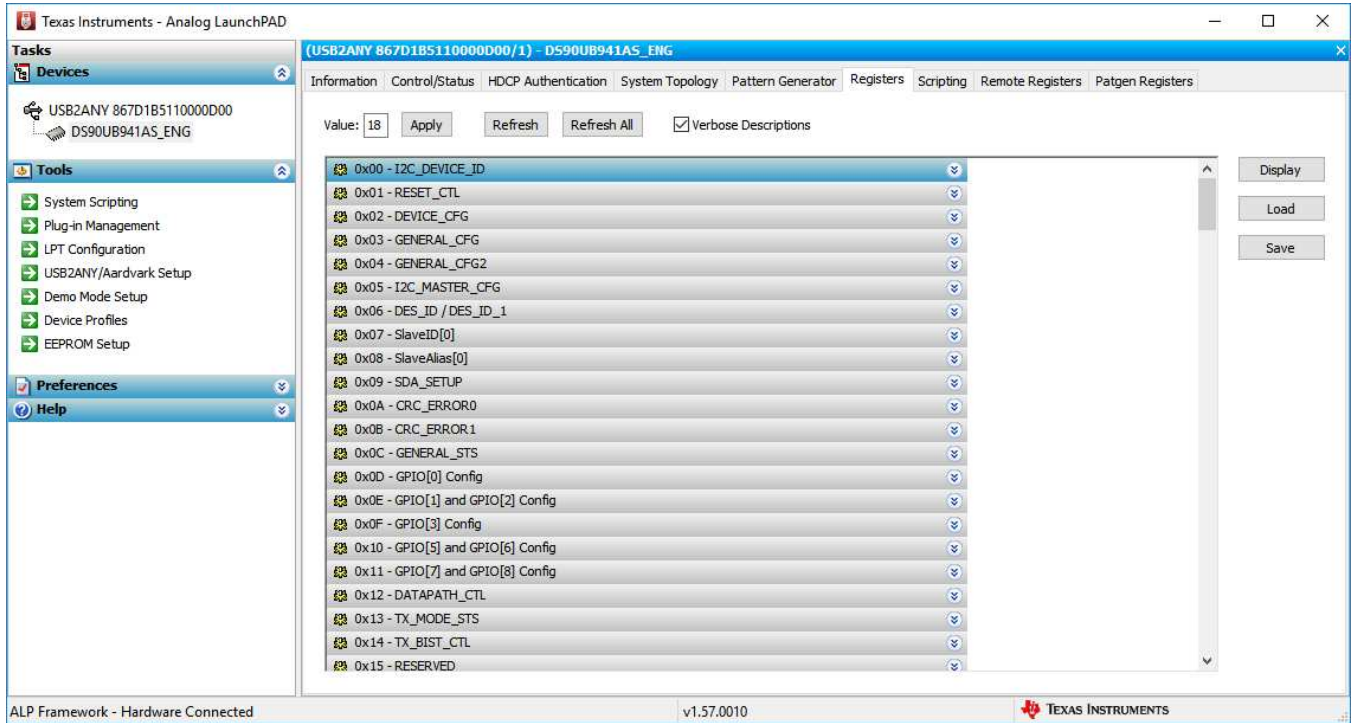 Texas Instruments - Analog LaunchPAD
Tasks
Devices
USB2ANY 867D1B5110000D00
DS90UB941AS_ENG
Tools
System Scripting
Plug-in Management
LPT Configuration
USB2ANY/Aardvark Setup
Demo Mode Setup
Device Profiles
EEPROM Setup
Preferences
Help
(USB2ANY 867D1B5110000D00/1) - DS90UB941AS_ENG
Information Control/Status HDCP Authentication System Topology Pattern Generator Registers Scripting Remote Registers Patgen Registers
Value: 18 Apply Refresh Refresh All Verbose Descriptions
0x00 - I2C_DEVICE_ID
0x01 - RESET_CTL
0x02 - DEVICE_CFG
0x03 - GENERAL_CFG
0x04 - GENERAL_CFG2
0x05 - I2C_MASTER_CFG
0x06 - DES_ID / DES_ID_1
0x07 - SlaveID[0]
0x08 - SlaveAlias[0]
0x09 - SDA_SETUP
0x0A - CRC_ERROR0
0x0B - CRC_ERROR1
0x0C - GENERAL_STS
0x0D - GPIO[0] Config
0x0E - GPIO[1] and GPIO[2] Config
0x0F - GPIO[3] Config
0x10 - GPIO[5] and GPIO[6] Config
0x11 - GPIO[7] and GPIO[8] Config
0x12 - DATAPATH_CTL
0x13 - TX_MODE_STS
0x14 - TX_BIST_CTL
0x15 - RESERVED
Display
Load
Save
ALP Framework - Hardware Connected v1.57.0010 TEXAS INSTRUMENTS